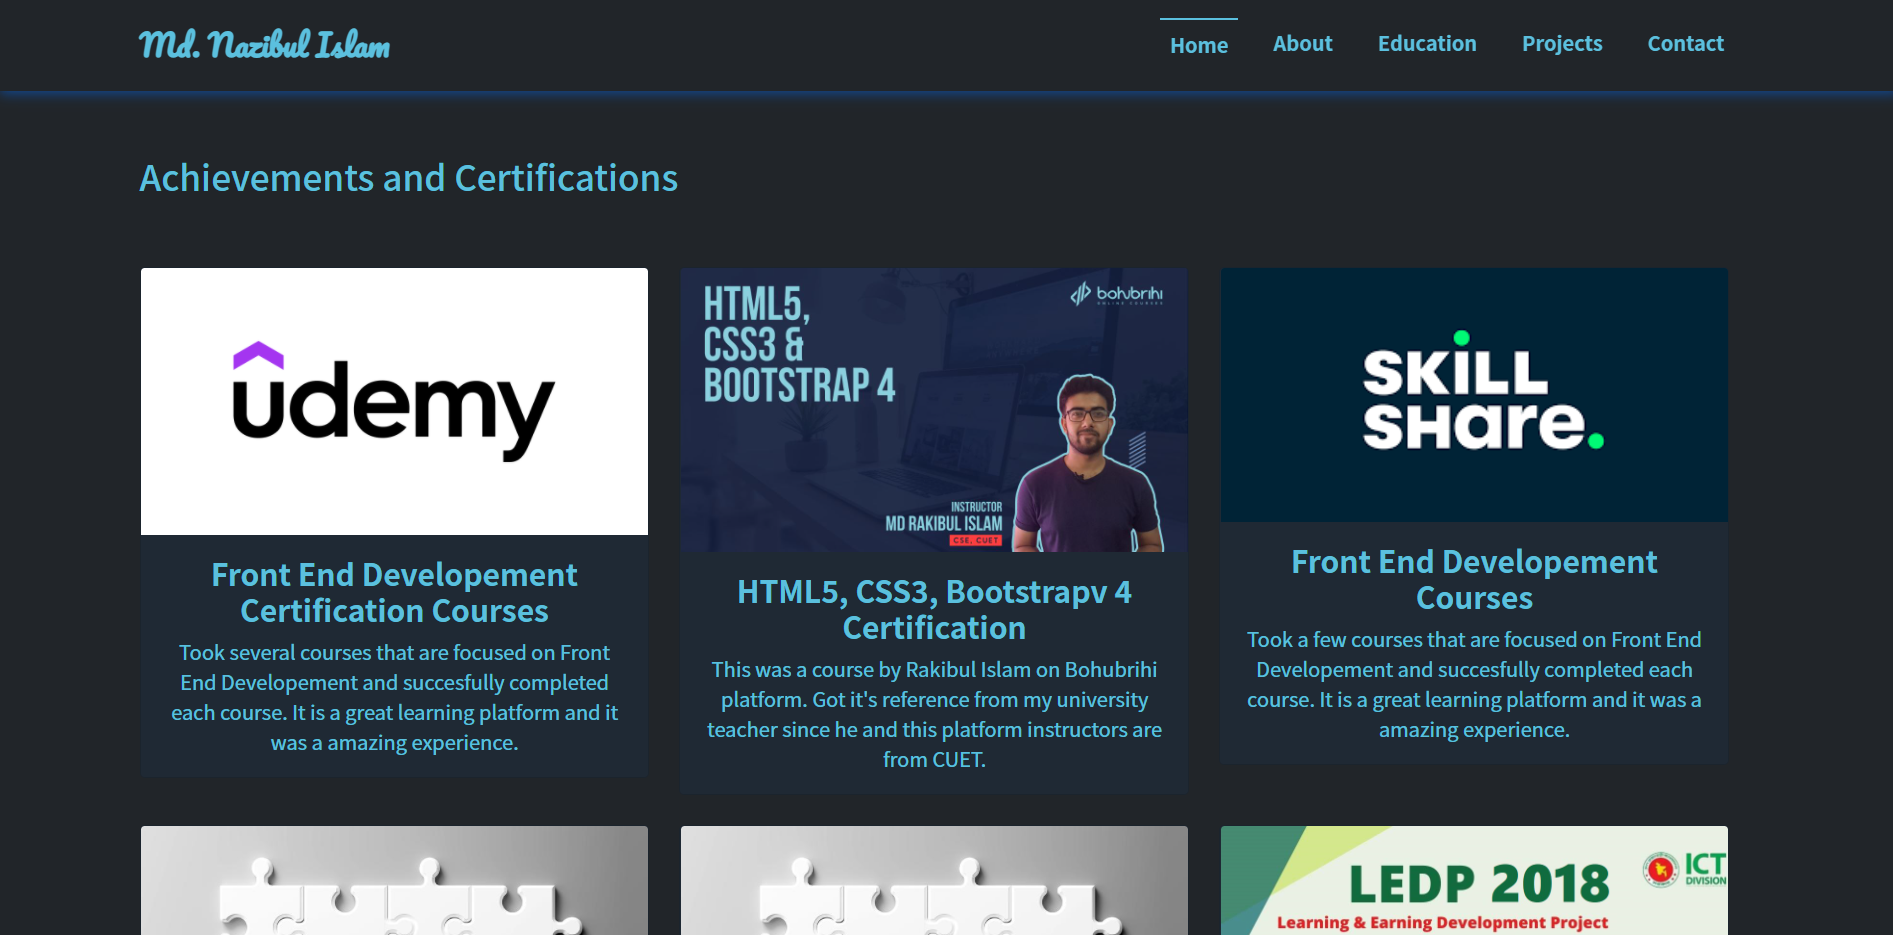 Md. Nazibul Islam
Home About Education Projects Contact
Achievements and Certifications
udemy
Front End Developement
Certification Courses
Took several courses that are focused on Front
End Developement and succesfully completed
each course. It is a great learning platform and it
was a amazing experience.
HTML5,
CSS3 &
BOOTSTRAP 4
bohubrihi
ONLINE COURSES
INSTRUCTOR
MD RAKIBUL ISLAM
CSE, CUET
HTML5, CSS3, Bootstrapv 4
Certification
This was a course by Rakibul Islam on Bohubrihi
platform. Got it's reference from my university
teacher since he and this platform instructors are
from CUET.
SKILL
SHare.
Front End Developement
Courses
Took a few courses that are focused on Front End
Developement and succesfully completed each
course. It is a great learning platform and it was a
amazing experience.
LEDP 2018
Learning & Earning Development Project
ICT
DIVISION